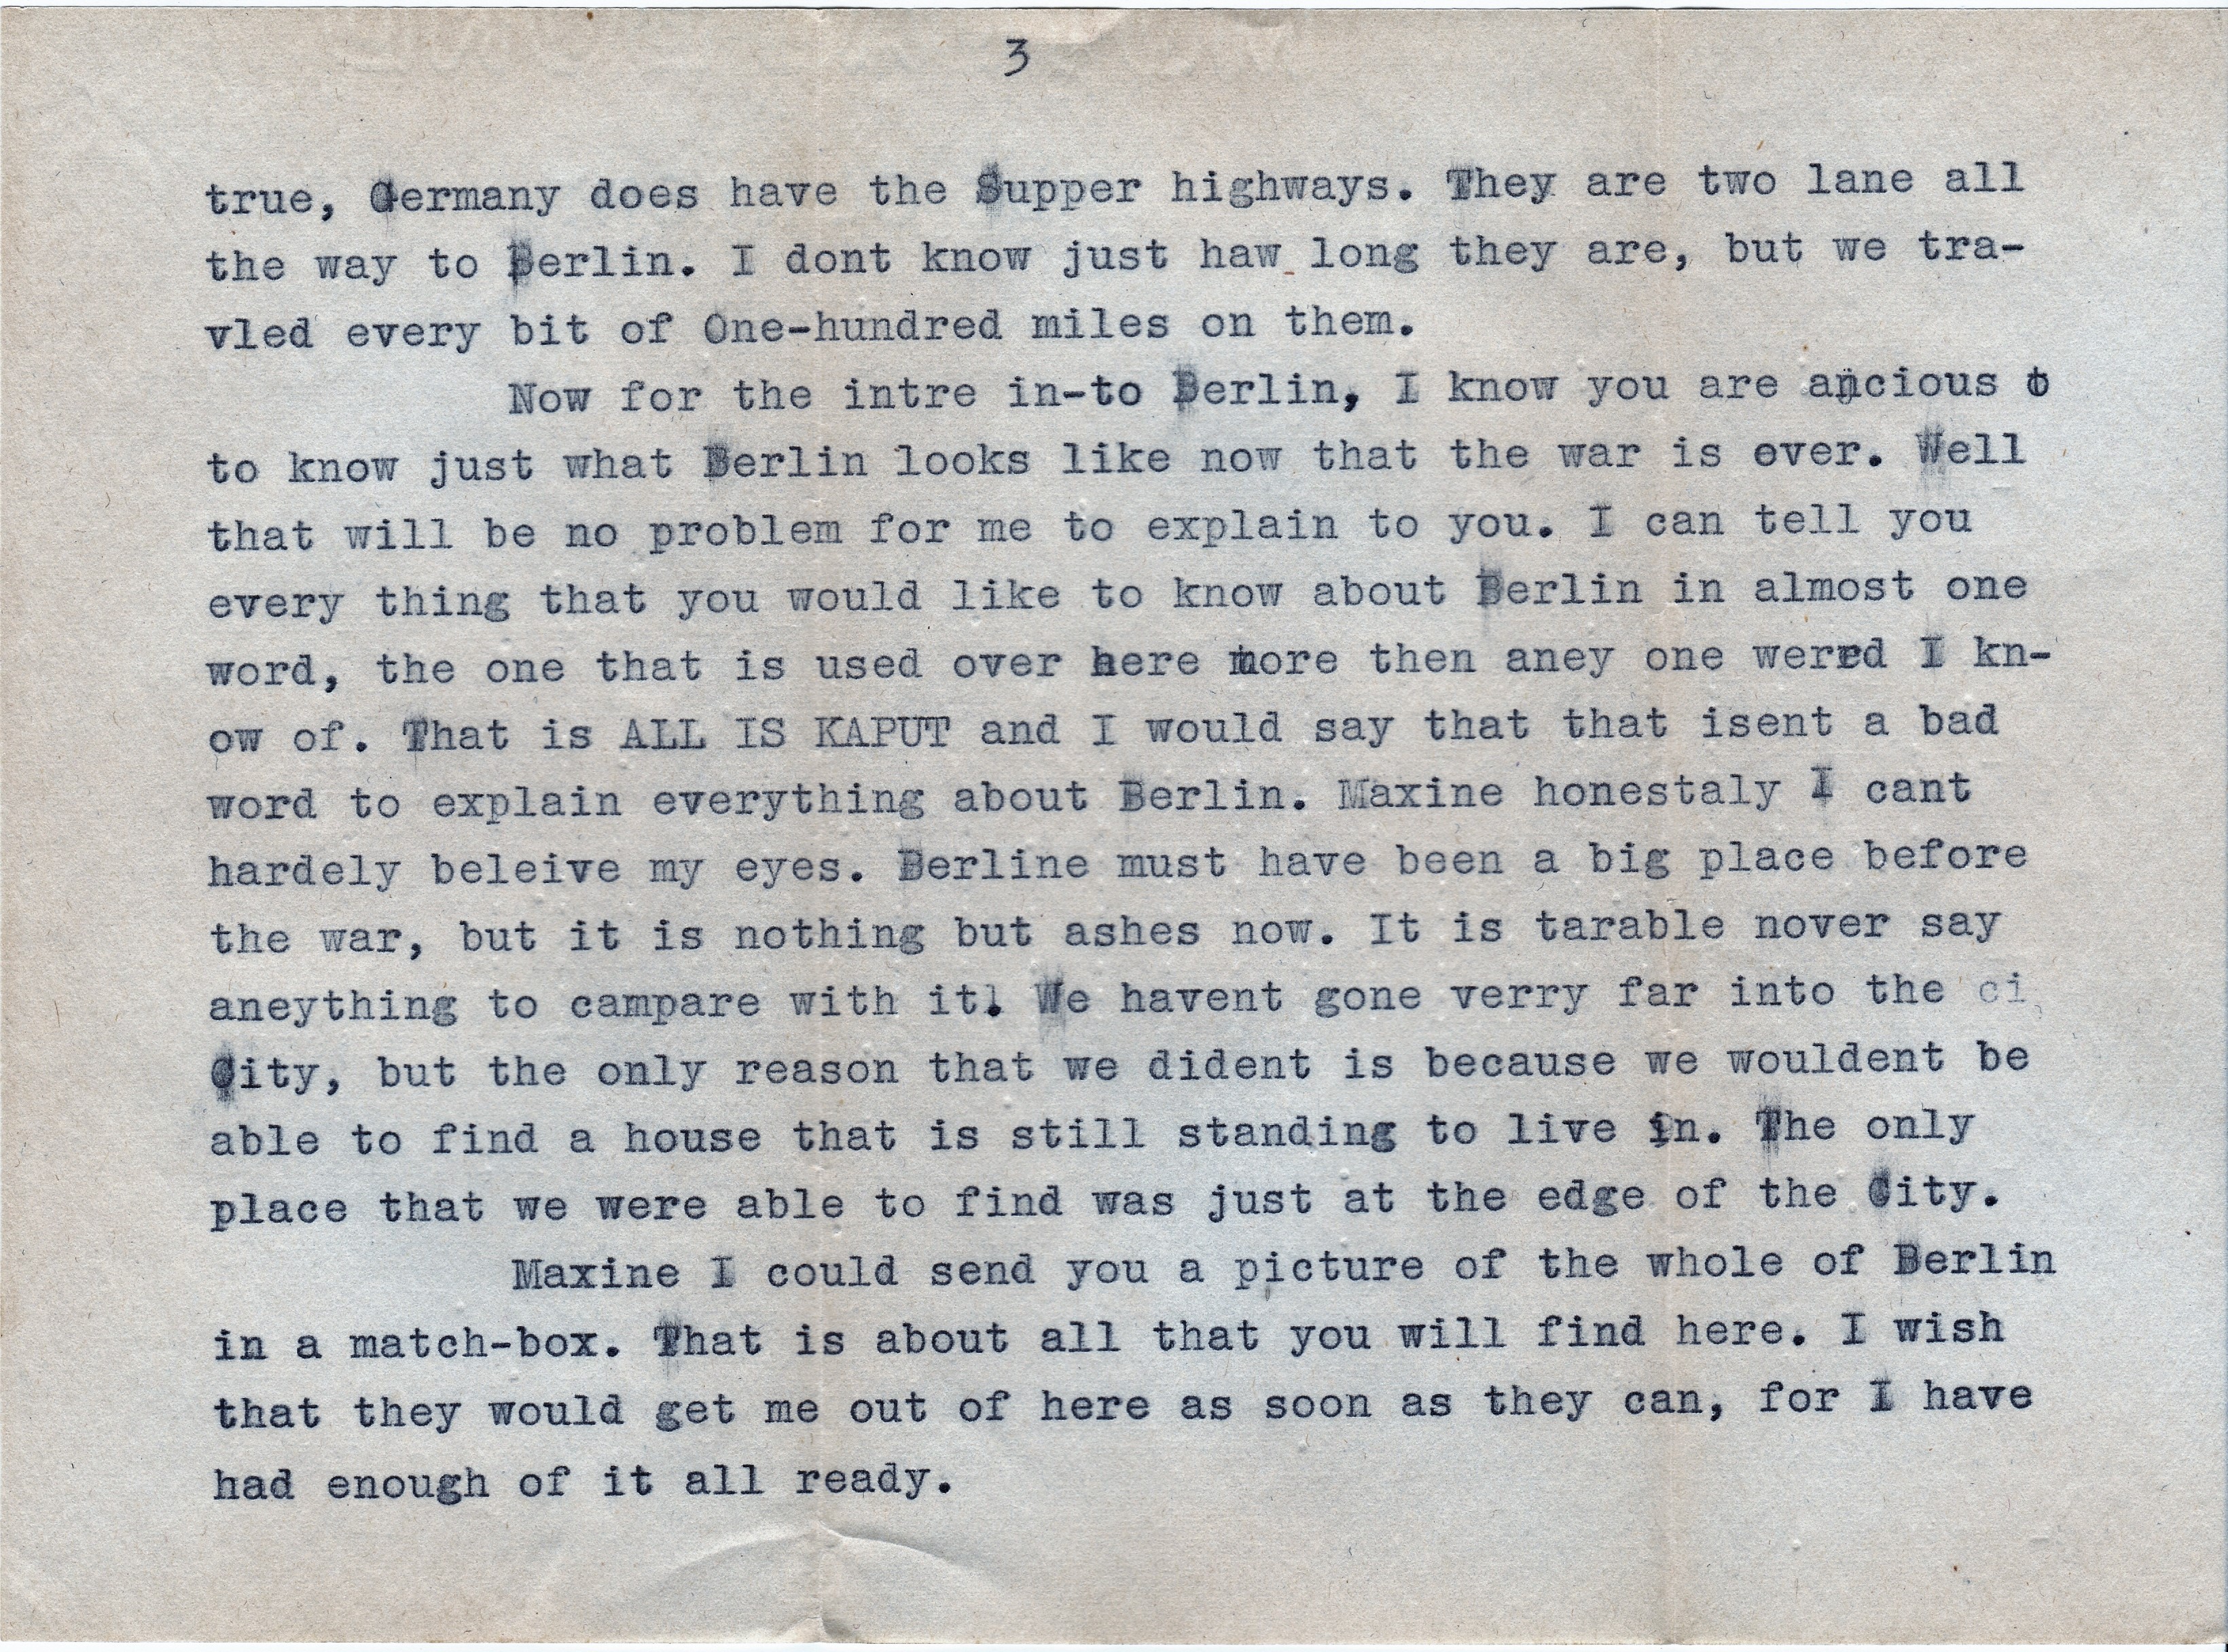 3
true, Germany does have the Supper highways. They are two lane all
the way to Berlin. I dont know just haw long they are, but we tra-
vled every bit of One-hundred miles on them.
Now for the intre in-to Berlin, I know you are ancious t
to know just what Berlin looks like now that the war is over. Well
that will be no problem for me to explain to you. I can tell you
every thing that you would like to know about Berlin in almost one
word, the one that is used over here more then aney one werrd I kn-
ow of. That is ALL IS KAPUT and I would say that that isent a bad
word to explain everything about Berlin. Maxine honestaly I cant
hardely beleive my eyes. Berline must have been a big place before
the war, but it is nothing but ashes now. It is tarable nover say
aneything to campare with it. We havent gone verry far into the ci
City, but the only reason that we dident is because we wouldent be
able to find a house that is still standing to live in. The only
place that we were able to find was just at the edge of the City.
Maxine I could send you a picture of the whole of Berlin
in a match-box. That is about all that you will find here. I wish
that they would get me out of here as soon as they can, for I have
had enough of it all ready.